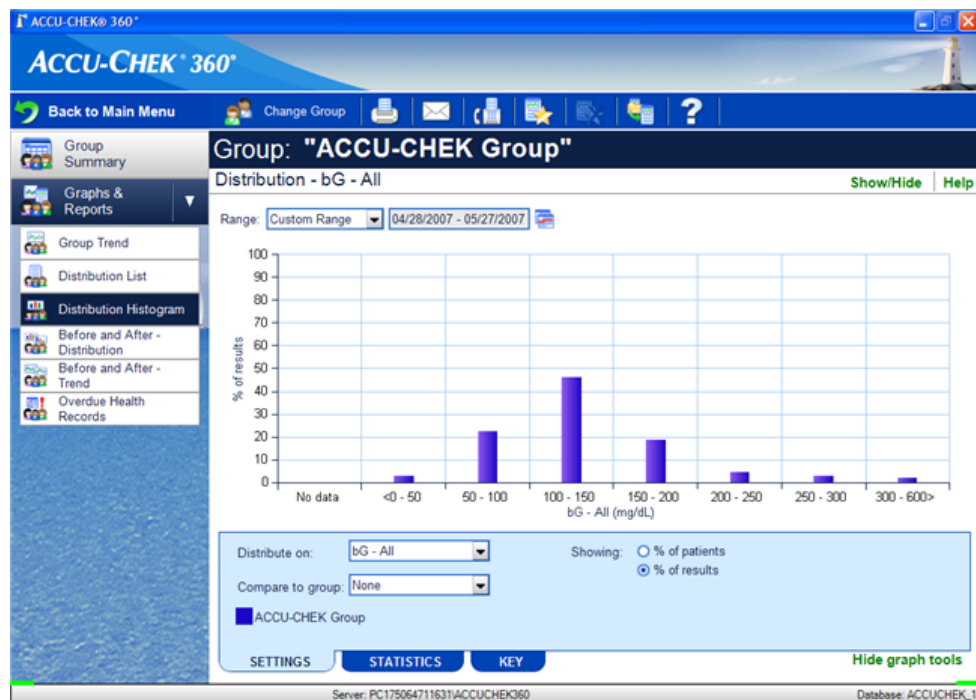 ACCU-CHEK® 360°
ACCU-CHEK® 360°
Back to Main Menu
Change Group
?
Group Summary
Graphs & Reports
Group Trend
Distribution List
Distribution Histogram
Before and After - Distribution
Before and After - Trend
Overdue Health Records
Group: "ACCU-CHEK Group"
Distribution - bG - All
Show/Hide
Help
Range: Custom Range 04/28/2007 - 05/27/2007
100
90
80
70
60
50
40
30
20
10
0
% of results
No data <0 - 50 50 - 100 100 - 150 150 - 200 200 - 250 250 - 300 300 - 600>
bG - All (mg/dL)
Distribute on: bG - All
Showing: % of patients
% of results
Compare to group: None
ACCU-CHEK Group
SETTINGS STATISTICS KEY
Hide graph tools
Server: PC175064711631\ACCUCHEK360
Database: ACCUCHEK_1